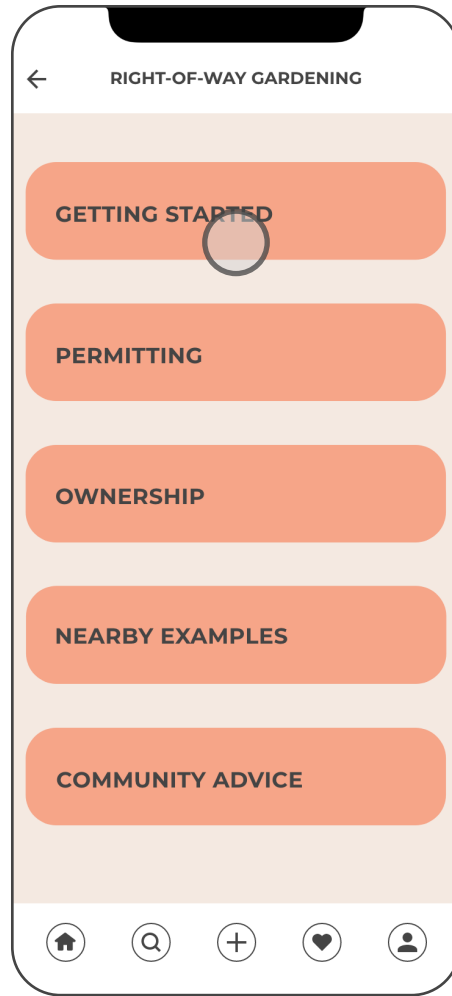 RIGHT-OF-WAY GARDENING
GETTING STARTED
PERMITTING
OWNERSHIP
NEARBY EXAMPLES
COMMUNITY ADVICE